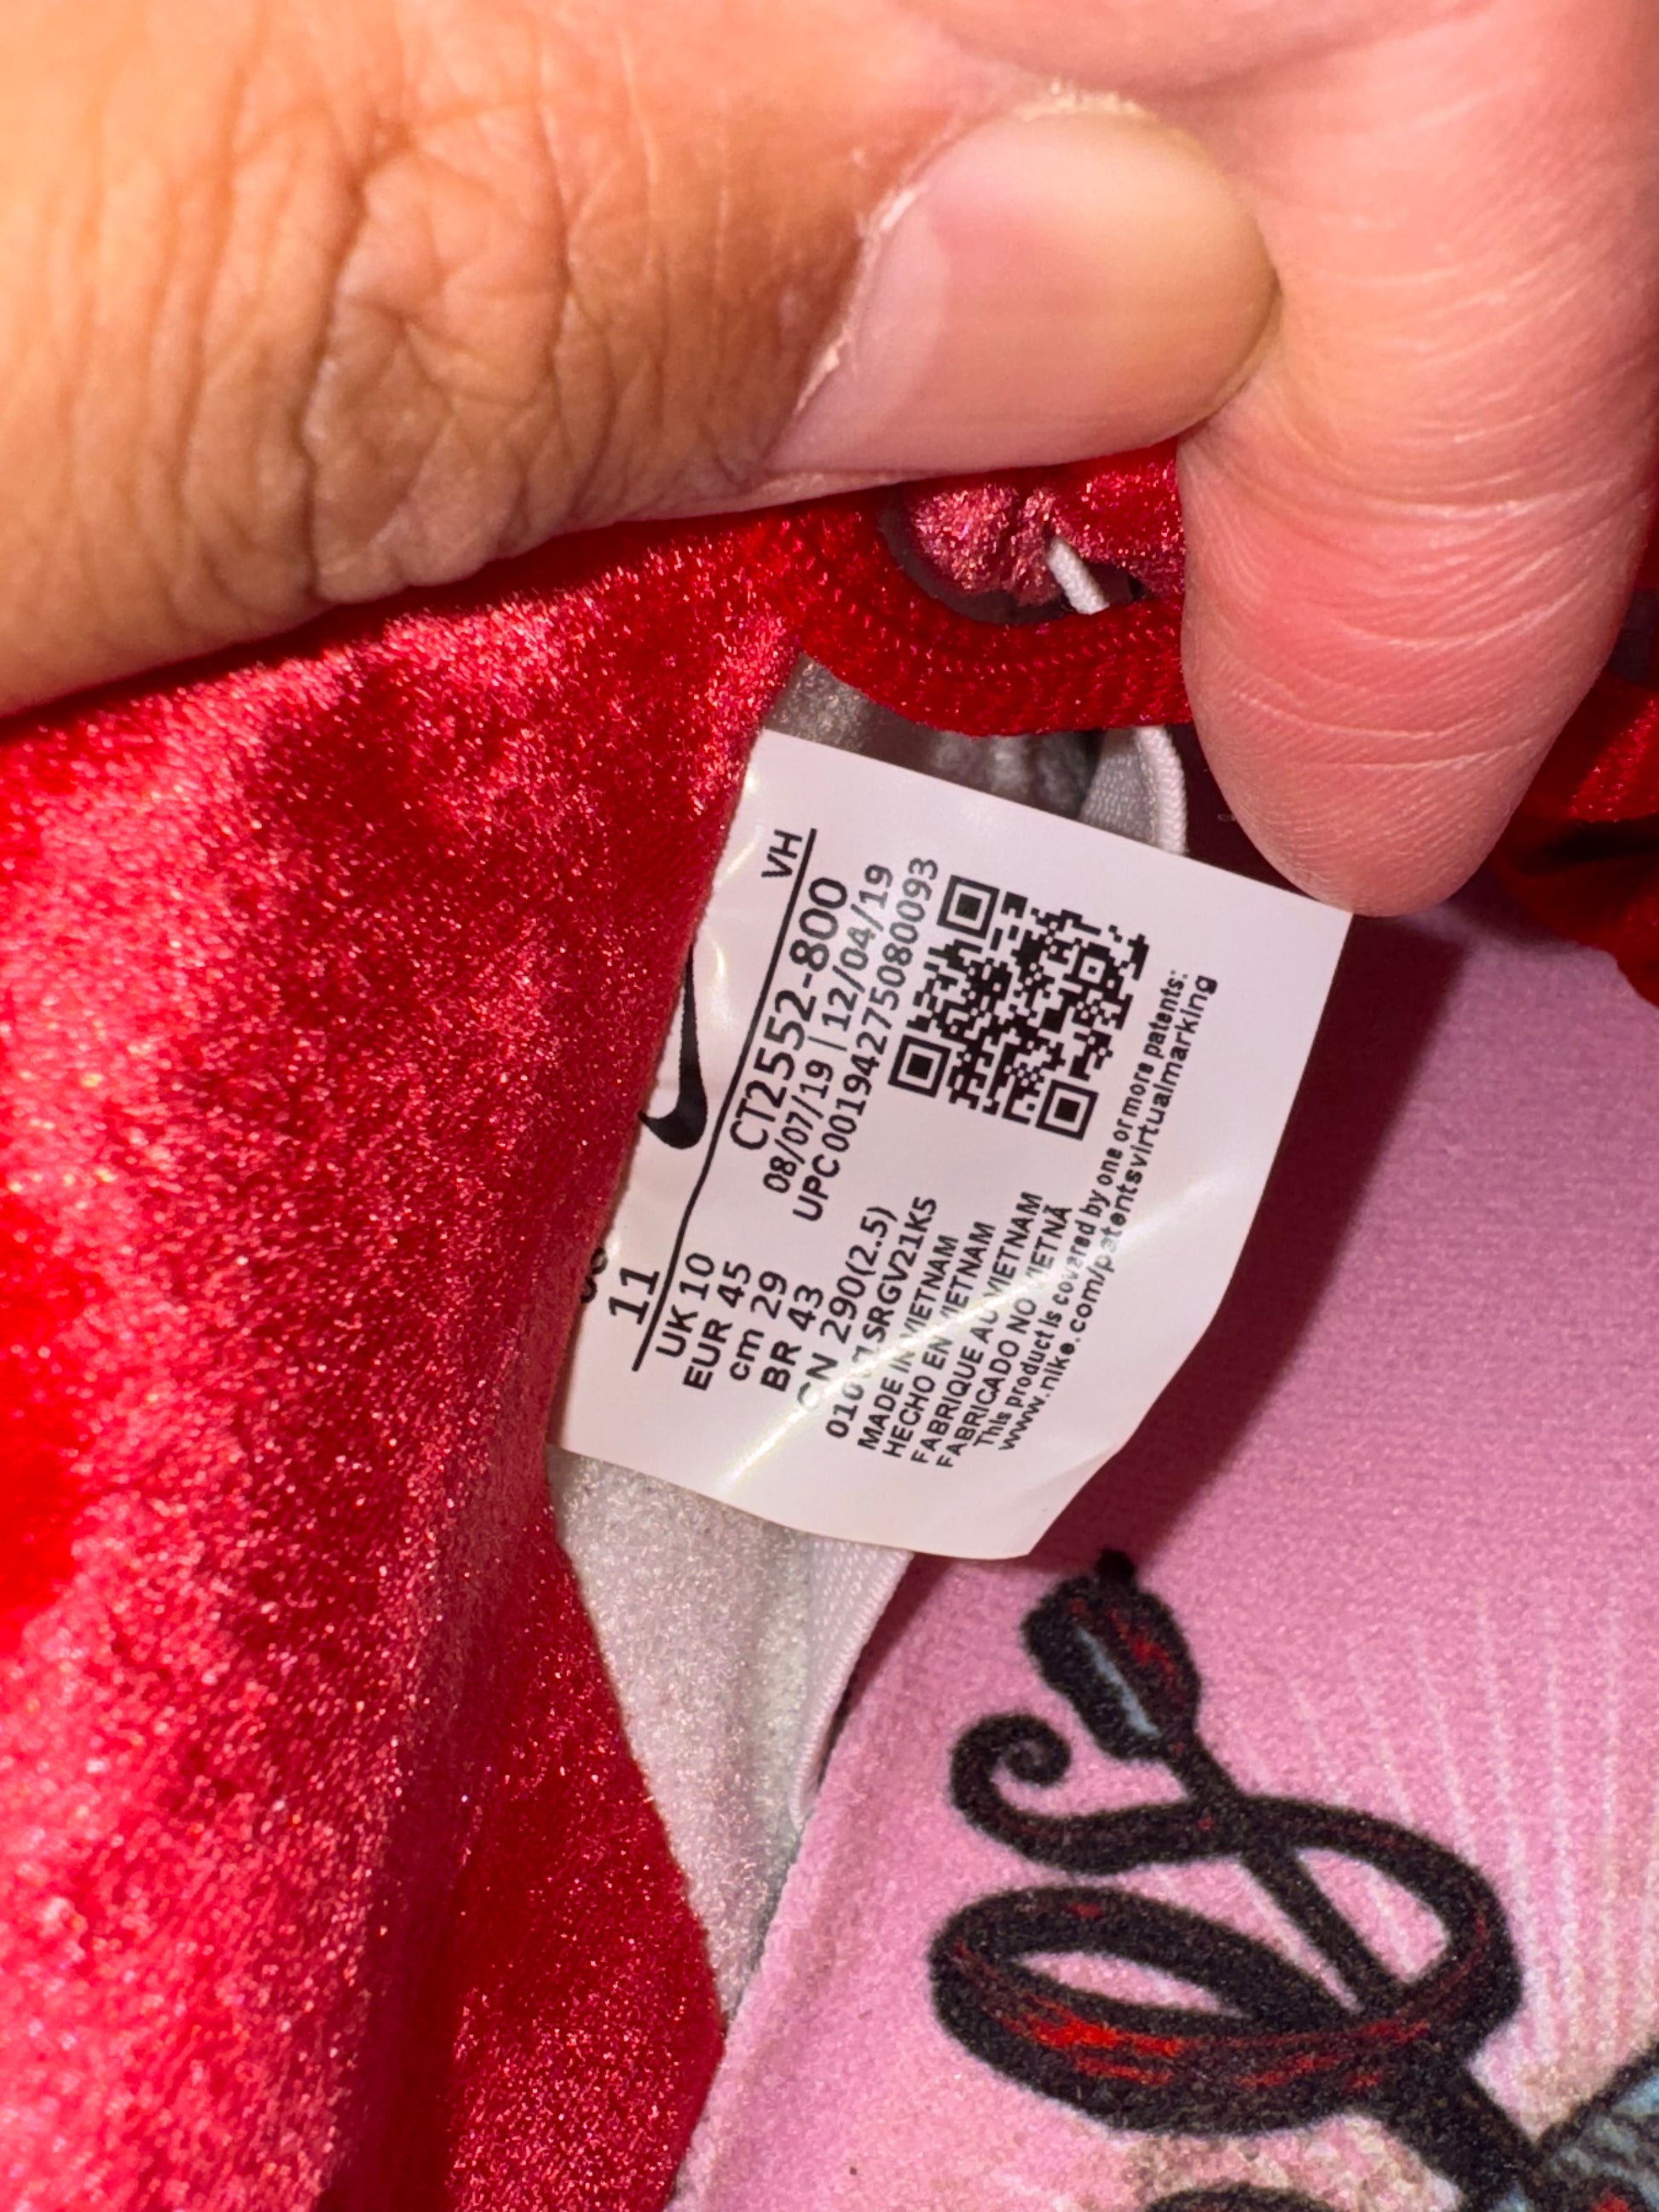 11
VH
UK 10
EUR 45
cm 29
BR 43
CN 290(2.5)
CT2552-800
08/07/19 | 12/04/19
UPC 00194275080093
MADE IN VIETNAM
HECHO EN VIETNAM
FABRIQUE AU VIETNAM
FABRICADO NO VIETNÃ
This product is covered by one or more patents:
www.nike.com/patentsvirtualmarking